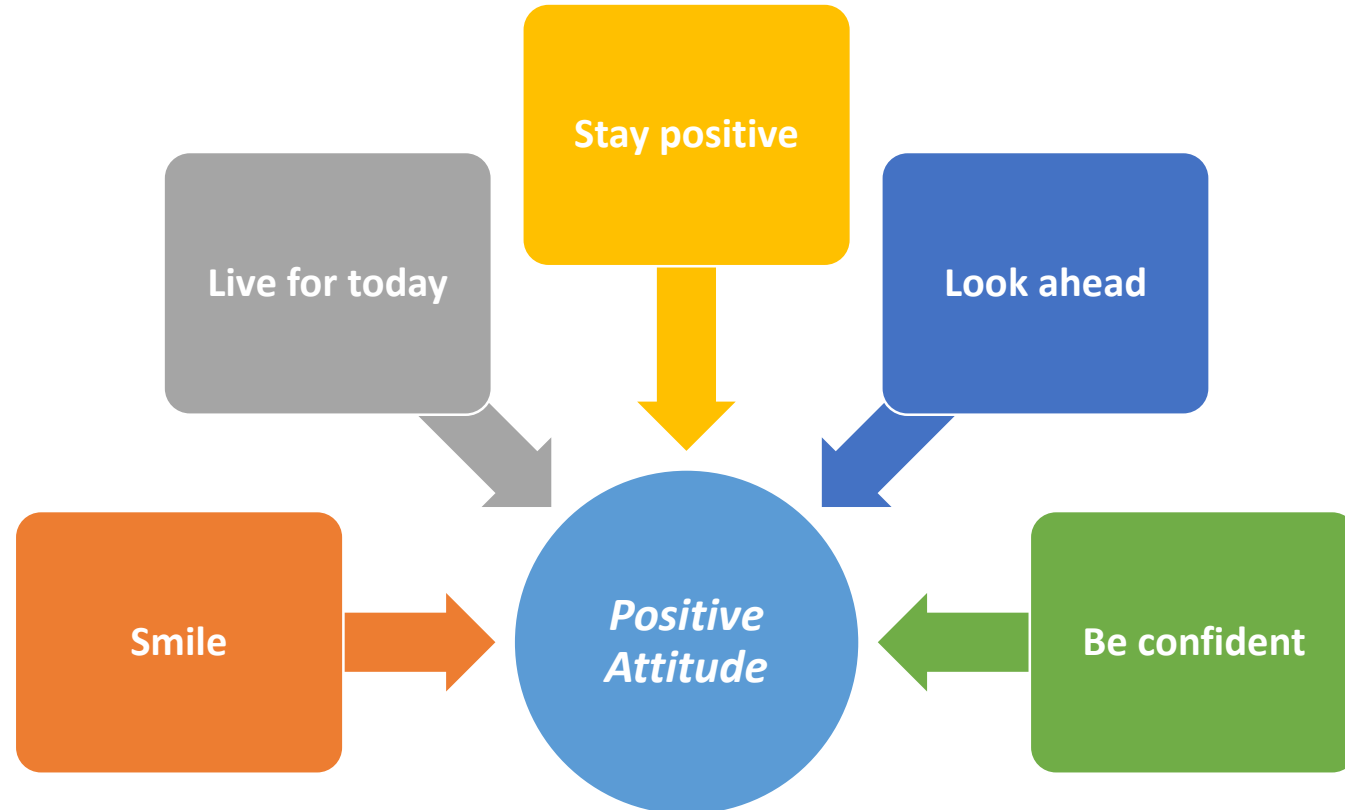 Stay positive
Live for today
Look ahead
Smile
Positive
Attitude
Be confident